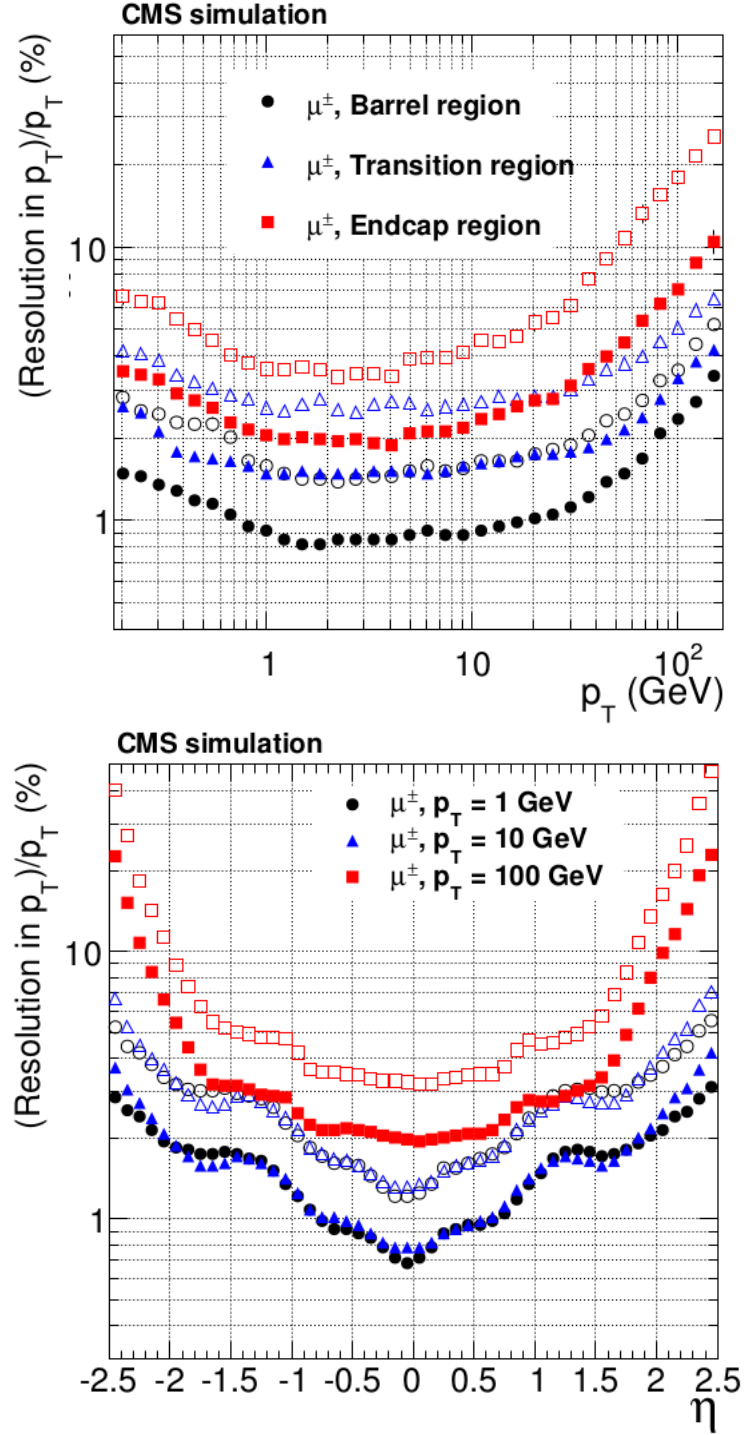 CMS simulation
(Resolution in pT)/pT (%)
μ±, Barrel region
μ±, Transition region
μ±, Endcap region
10
1
1 10 10²
pT (GeV)
CMS simulation
(Resolution in pT)/pT (%)
μ±, pT = 1 GeV
μ±, pT = 10 GeV
μ±, pT = 100 GeV
10
1
-2.5 -2 -1.5 -1 -0.5 0 0.5 1 1.5 2 2.5
η